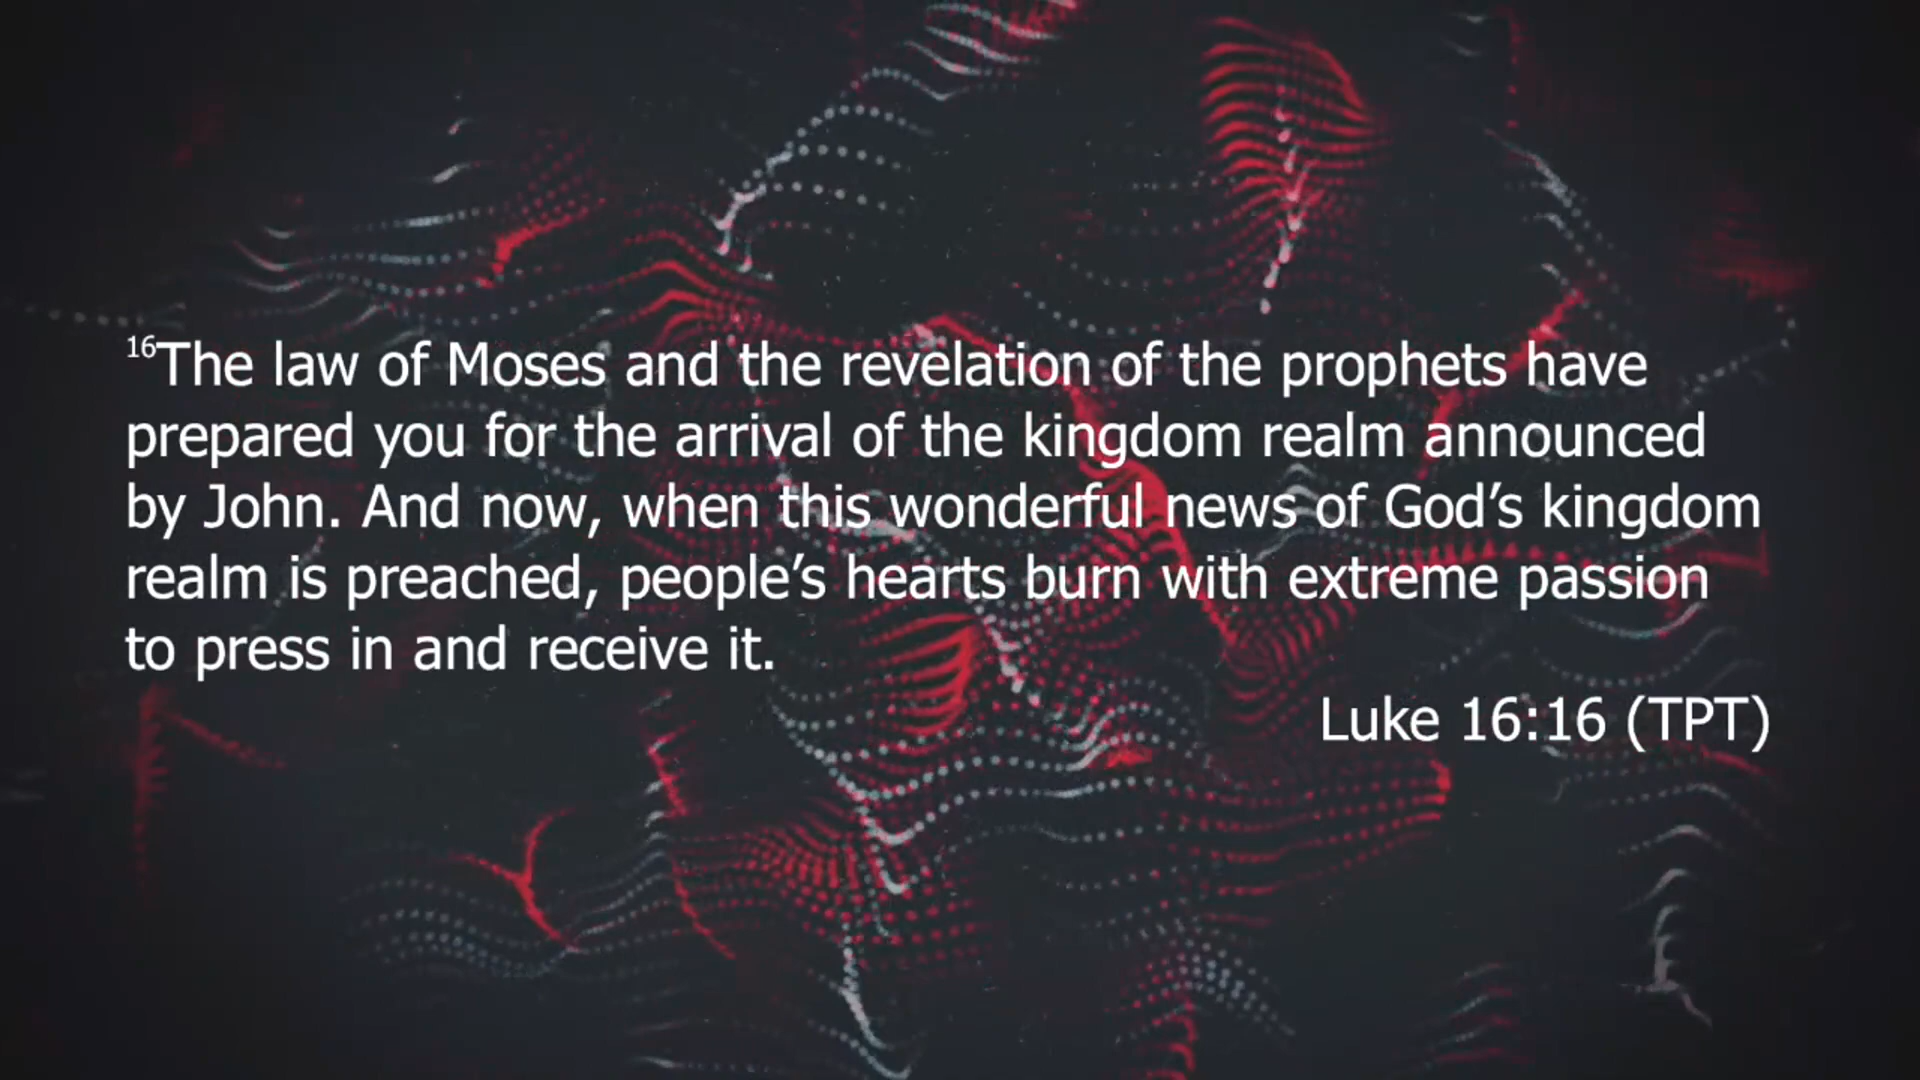 16The law of Moses and the revelation of the prophets have
prepared you for the arrival of the kingdom realm announced
by John. And now, when this wonderful news of God’s kingdom
realm is preached, people’s hearts burn with extreme passion
to press in and receive it.
Luke 16:16 (TPT)